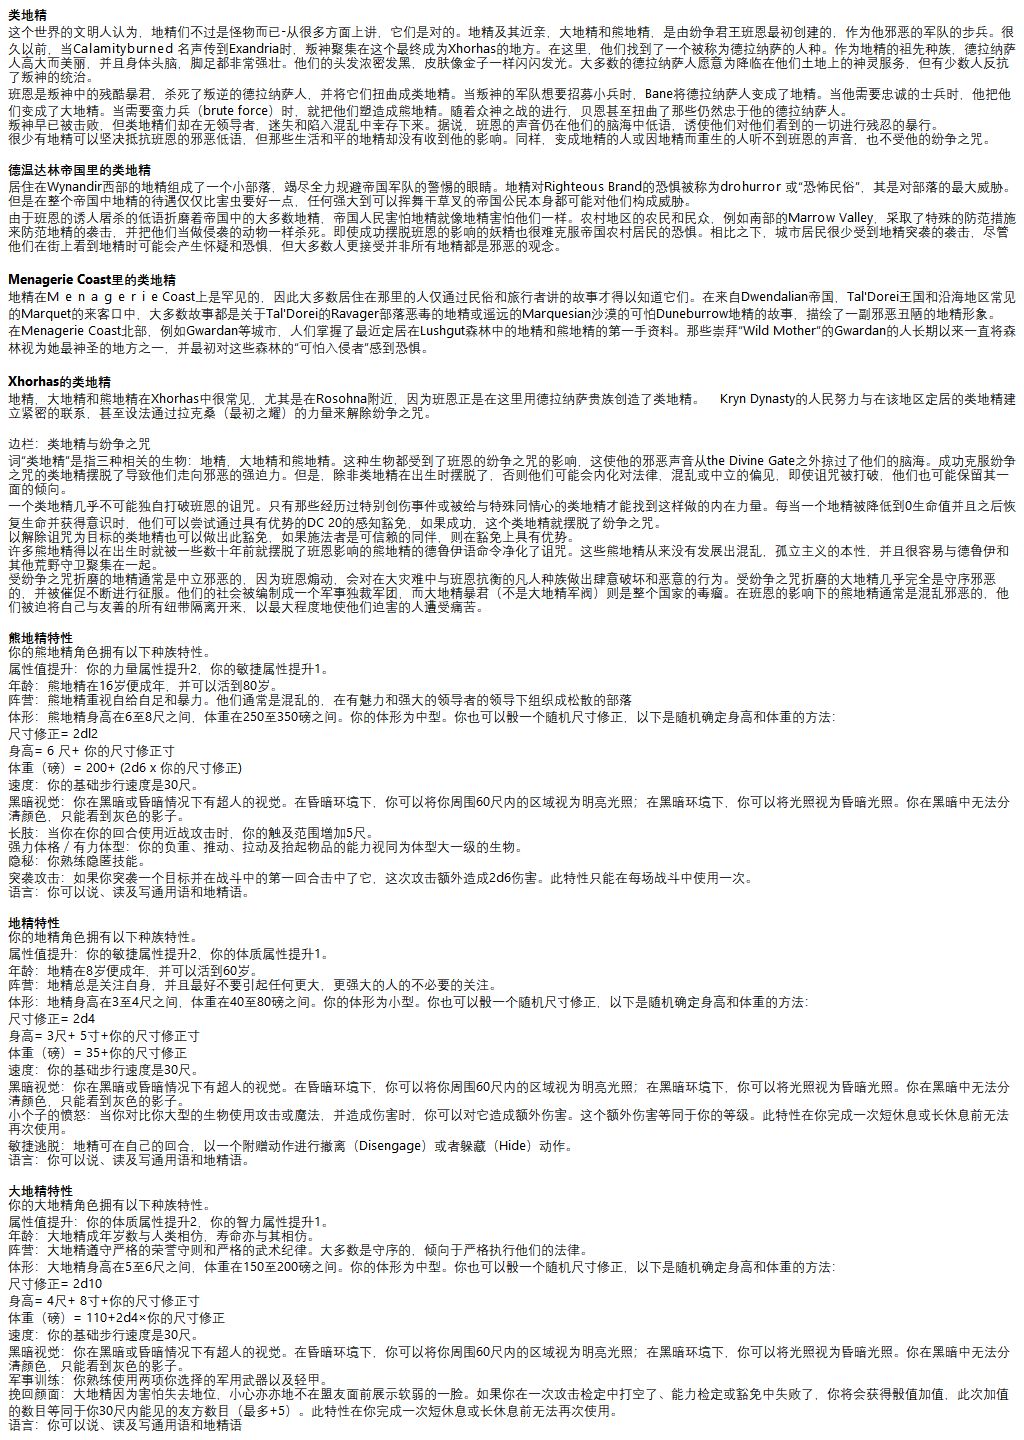 类地精
这个世界的文明人认为，地精们不过是怪物而已-从很多方面上讲，它们是对的。地精及其近亲，大地精和熊地精，是由纷争君王班恩最初创建的，作为他邪恶的军队的步兵。很
久以前，当Calamityburned 名声传到Exandria时，叛神聚集在这个最终成为Xhorhas的地方。在这里，他们找到了一个被称为德拉纳萨的人种。作为地精的祖先种族，德拉纳萨
人高大而美丽，并且身体头脑，脚足都非常强壮。他们的头发浓密发黑，皮肤像金子一样闪闪发光。大多数的德拉纳萨人愿意为降临在他们土地上的神灵服务，但有少数人反抗
了叛神的统治。
班恩是叛神中的残酷暴君，杀死了叛逆的德拉纳萨人，并将它们扭曲成类地精。当叛神的军队想要招募小兵时，Bane将德拉纳萨人变成了地精。当他需要忠诚的士兵时，他把他
们变成了大地精。当需要蛮力兵（brute force）时，就把他们塑造成熊地精。随着众神之战的进行，贝恩甚至扭曲了那些仍然忠于他的德拉纳萨人。
叛神早已被击败，但类地精们却在无领导者、迷失和陷入混乱中幸存下来。据说，班恩的声音仍在他们的脑海中低语，诱使他们对他们看到的一切进行残忍的暴行。
很少有地精可以坚决抵抗班恩的邪恶低语，但那些生活和平的地精却没有收到他的影响。同样，变成地精的人或因地精而重生的人听不到班恩的声音，也不受他的纷争之咒。
德温达林帝国里的类地精
居住在Wynandir西部的地精组成了一个小部落，竭尽全力规避帝国军队的警惕的眼睛。地精对Righteous Brand的恐惧被称为drohurror 或“恐怖民俗”，其是对部落的最大威胁。
但是在整个帝国中地精的待遇仅仅比害虫要好一点，任何强大到可以挥舞干草叉的帝国公民本身都可能对他们构成威胁。
由于班恩的诱人屠杀的低语折磨着帝国中的大多数地精，帝国人民害怕地精就像地精害怕他们一样。农村地区的农民和民众，例如南部的Marrow Valley，采取了特殊的防范措施
来防范地精的袭击，并把他们当做侵袭的动物一样杀死。即使成功摆脱班恩的影响的妖精也很难克服帝国农村居民的恐惧。相比之下，城市居民很少受到地精突袭的袭击，尽管
他们在街上看到地精时可能会产生怀疑和恐惧，但大多数人更接受并非所有地精都是邪恶的观念。
Menagerie Coast里的类地精
地精在M e n a g e r i e Coast上是罕见的，因此大多数居住在那里的人仅通过民俗和旅行者讲的故事才得以知道它们。在来自Dwendalian帝国，Tal'Dorei王国和沿海地区常见
的Marquet的来客口中，大多数故事都是关于Tal'Dorei的Ravager部落恶毒的地精或遥远的Marquesian沙漠的可怕Duneburrow地精的故事，描绘了一副邪恶丑陋的地精形象。
在Menagerie Coast北部，例如Gwardan等城市，人们掌握了最近定居在Lushgut森林中的地精和熊地精的第一手资料。那些崇拜“Wild Mother”的Gwardan的人长期以来一直将森
林视为她最神圣的地方之一，并最初对这些森林的“可怕入侵者”感到恐惧。
Xhorhas的类地精
地精，大地精和熊地精在Xhorhas中很常见，尤其是在Rosohna附近，因为班恩正是在这里用德拉纳萨贵族创造了类地精。 Kryn Dynasty的人民努力与在该地区定居的类地精建
立紧密的联系，甚至设法通过拉克桑（最初之耀）的力量来解除纷争之咒。
边栏：类地精与纷争之咒
词“类地精”是指三种相关的生物：地精，大地精和熊地精。这种生物都受到了班恩的纷争之咒的影响，这使他的邪恶声音从the Divine Gate之外掠过了他们的脑海。成功克服纷争
之咒的类地精摆脱了导致他们走向邪恶的强迫力。但是，除非类地精在出生时就被摆脱了，否则他们可能会内化对法律，混乱或中立的偏见，即使诅咒被打破，他们也可能保留其一
面的倾向。
一个类地精几乎不可能独自打破班恩的诅咒。只有那些经历过特别创伤事件或被给与特殊同情心的类地精才能找到这样做的内在力量。每当一个地精被降低到0生命值并且之后恢
复生命并获得意识时，他们可以尝试通过具有优势的DC 20的感知豁免，如果成功，这个类地精就摆脱了纷争之咒。
以解除诅咒为目标的类地精也可以做出此豁免，如果施法者是可信赖的同伴，则在豁免上具有优势。
许多熊地精得以在出生时就被一些数十年前就摆脱了班恩影响的熊地精的德鲁伊语命令净化了诅咒。这些熊地精从来没有发展出混乱，孤立主义的本性，并且很容易与德鲁伊和
其他荒野守卫聚集在一起。
受纷争之咒折磨的地精通常是中立邪恶的，因为班恩煽动，会对在大灾难中与班恩抗衡的凡人种族做出肆意破坏和恶意的行为。受纷争之咒折磨的大地精几乎完全是守序邪恶
的，并被催促不断进行征服。他们的社会被编制成一个军事独裁军团，而大地精暴君（不是大地精军阀）则是整个国家的毒瘤。在班恩的影响下的熊地精通常是混乱邪恶的，他
们被迫将自己与友善的所有纽带隔离开来，以最大程度地使他们迫害的人遭受痛苦。
熊地精特性
你的熊地精角色拥有以下种族特性。
属性值提升：你的力量属性提升2，你的敏捷属性提升1。
年龄：熊地精在16岁便成年，并可以活到80岁。
阵营：熊地精重视自给自足和暴力。他们通常是混乱的，在有魅力和强大的领导者的领导下组织成松散的部落
体形：熊地精身高在6至8尺之间，体重在250至350磅之间。你的体形为中型。你也可以骰一个随机尺寸修正，以下是随机确定身高和体重的方法：
尺寸修正= 2dl2
身高= 6 尺+ 你的尺寸修正寸
体重（磅）= 200+ (2d6 x 你的尺寸修正)
速度：你的基础步行速度是30尺。
黑暗视觉：你在黑暗或昏暗情况下有超人的视觉。在昏暗环境下，你可以将你周围60尺内的区域视为明亮光照；在黑暗环境下，你可以将光照视为昏暗光照。你在黑暗中无法分
清颜色，只能看到灰色的影子。
长肢：当你在你的回合使用近战攻击时，你的触及范围增加5尺。
强力体格／有力体型：你的负重、推动、拉动及抬起物品的能力视同为体型大一级的生物。
隐秘：你熟练隐匿技能。
突袭攻击：如果你突袭一个目标并在战斗中的第一回合击中了它，这次攻击额外造成2d6伤害。此特性只能在每场战斗中使用一次。
语言：你可以说、读及写通用语和地精语。
地精特性
你的地精角色拥有以下种族特性。
属性值提升：你的敏捷属性提升2，你的体质属性提升1。
年龄：地精在8岁便成年，并可以活到60岁。
阵营：地精总是关注自身，并且最好不要引起任何更大，更强大的人的不必要的关注。
体形：地精身高在3至4尺之间，体重在40至80磅之间。你的体形为小型。你也可以骰一个随机尺寸修正，以下是随机确定身高和体重的方法：
尺寸修正= 2d4
身高= 3尺+ 5寸+你的尺寸修正寸
体重（磅）= 35+你的尺寸修正
速度：你的基础步行速度是30尺。
黑暗视觉：你在黑暗或昏暗情况下有超人的视觉。在昏暗环境下，你可以将你周围60尺内的区域视为明亮光照；在黑暗环境下，你可以将光照视为昏暗光照。你在黑暗中无法分
清颜色，只能看到灰色的影子。
小个子的愤怒：当你对比你大型的生物使用攻击或魔法，并造成伤害时，你可以对它造成额外伤害。这个额外伤害等同于你的等级。此特性在你完成一次短休息或长休息前无法
再次使用。
敏捷逃脱：地精可在自己的回合，以一个附赠动作进行撤离（Disengage）或者躲藏（Hide）动作。
语言：你可以说、读及写通用语和地精语。
大地精特性
你的大地精角色拥有以下种族特性。
属性值提升：你的体质属性提升2，你的智力属性提升1。
年龄：大地精成年岁数与人类相仿，寿命亦与其相仿。
阵营：大地精遵守严格的荣誉守则和严格的武术纪律。大多数是守序的，倾向于严格执行他们的法律。
体形：大地精身高在5至6尺之间，体重在150至200磅之间。你的体形为中型。你也可以骰一个随机尺寸修正，以下是随机确定身高和体重的方法：
尺寸修正= 2d10
身高= 4尺+ 8寸+你的尺寸修正寸
体重（磅）= 110+2d4×你的尺寸修正
速度：你的基础步行速度是30尺。
黑暗视觉：你在黑暗或昏暗情况下有超人的视觉。在昏暗环境下，你可以将你周围60尺内的区域视为明亮光照；在黑暗环境下，你可以将光照视为昏暗光照。你在黑暗中无法分
清颜色，只能看到灰色的影子。
军事训练：你熟练使用两项你选择的军用武器以及轻甲。
挽回颜面：大地精因为害怕失去地位，小心亦亦地不在盟友面前展示软弱的一脸。如果你在一次攻击检定中打空了、能力检定或豁免中失败了，你将会获得骰值加值，此次加值
的数目等同于你30尺内能见的友方数目（最多+5）。此特性在你完成一次短休息或长休息前无法再次使用。
语言：你可以说、读及写通用语和地精语